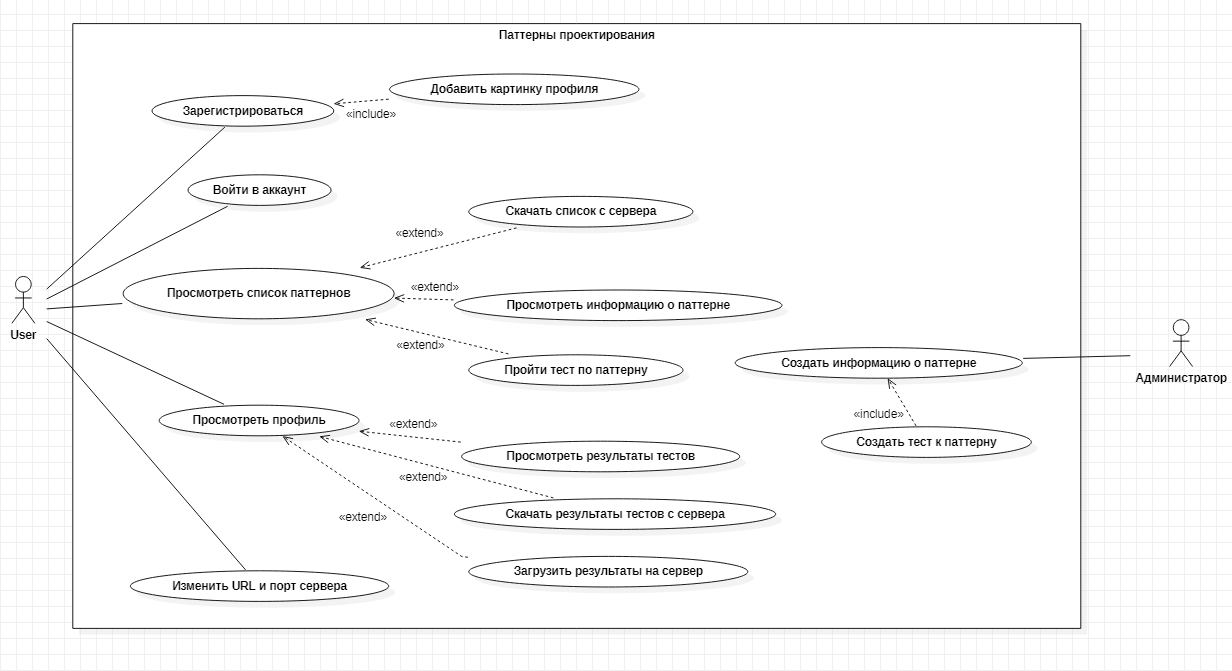 Паттерны проектирования
Добавить картинку профиля
Зарегистрироваться
«include»
Войти в аккаунт
Скачать список с сервера
«extend»
Просмотреть список паттернов
«extend»
Просмотреть информацию о паттерне
«extend»
Пройти тест по паттерну
User
Создать информацию о паттерне
Администратор
«include»
Создать тест к паттерну
Просмотреть профиль
«extend»
Просмотреть результаты тестов
«extend»
Скачать результаты тестов с сервера
«extend»
Загрузить результаты на сервер
Изменить URL и порт сервера